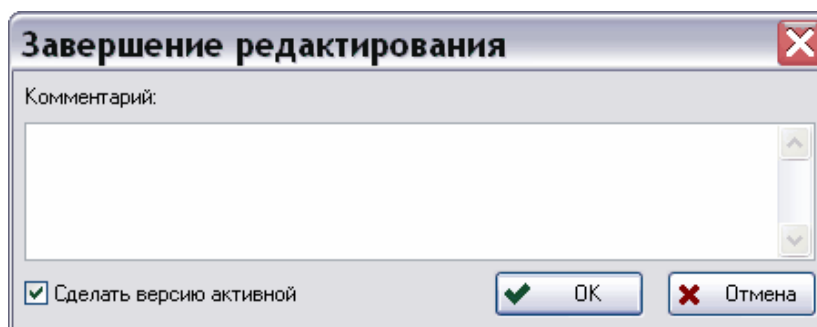 Завершение редактирования
Комментарий:
Сделать версию активной
OK
Отмена